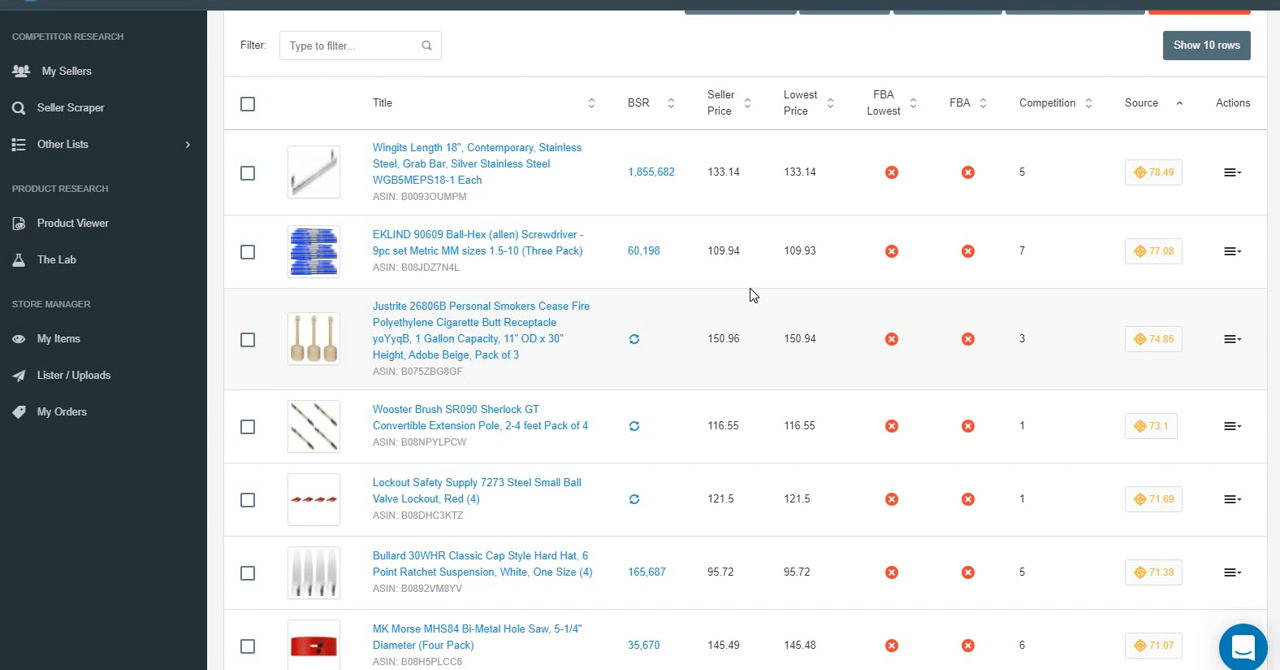 COMPETITOR RESEARCH
My Sellers
Seller Scraper
Other Lists
PRODUCT RESEARCH
Product Viewer
The Lab
STORE MANAGER
My Items
Lister / Uploads
My Orders
Filter: Type to filter... Show 10 rows
Title BSR Seller Price Lowest Price FBA Lowest FBA Competition Source Actions
Wingits Length 18", Contemporary, Stainless
Steel, Grab Bar, Silver Stainless Steel
WGB5MEPS18-1 Each
ASIN: B0093OUMPM
1,855,682 133.14 133.14 5 78.49
EKLIND 90609 Ball-Hex (allen) Screwdriver -
9pc set Metric MM sizes 1.5-10 (Three Pack)
ASIN: B08JDZ7N4L
60,198 109.94 109.93 7 77.08
Justrite 26806B Personal Smokers Cease Fire
Polyethylene Cigarette Butt Receptacle
yoYyqB, 1 Gallon Capacity, 11" OD x 30"
Height, Adobe Beige, Pack of 3
ASIN: B075ZBG8GF
150.96 150.94 3 74.86
Wooster Brush SR090 Sherlock GT
Convertible Extension Pole, 2-4 feet Pack of 4
ASIN: B08NPYLPCW
116.55 116.55 1 73.1
Lockout Safety Supply 7273 Steel Small Ball
Valve Lockout, Red (4)
ASIN: B08DHC3KTZ
121.5 121.5 1 71.69
Bullard 30WHR Classic Cap Style Hard Hat, 6
Point Ratchet Suspension, White, One Size (4)
ASIN: B0892VM8YV
165,687 95.72 95.72 5 71.38
MK Morse MHS84 Bi-Metal Hole Saw, 5-1/4"
Diameter (Four Pack)
ASIN: B08H5PLCC6
35,670 145.49 145.48 6 71.07